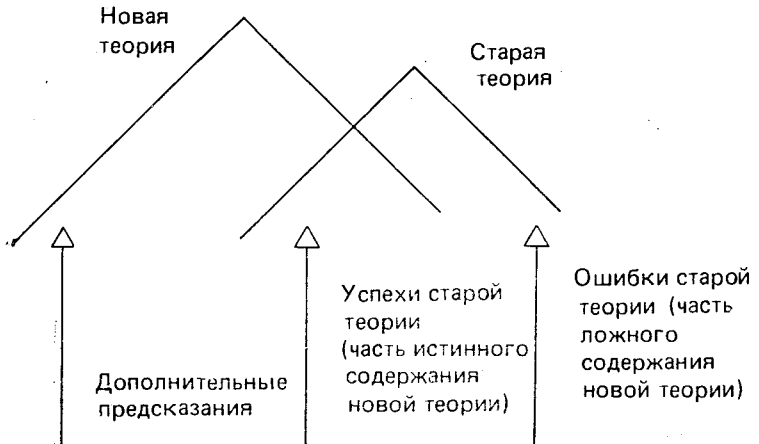 Новая
теория
Старая
теория
Дополнительные
предсказания
Успехи старой
теории
(часть истинного
содержания
новой теории)
Ошибки старой
теории (часть
ложного
содержания
новой теории)